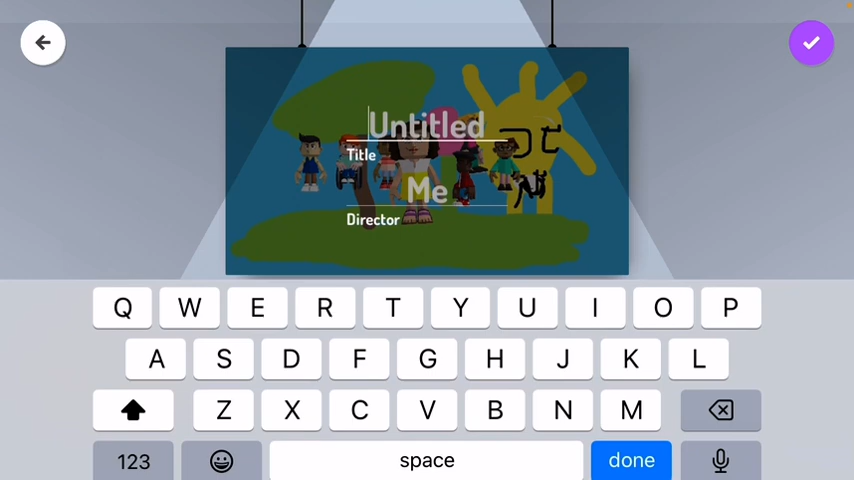 Untitled
Title
Me
Director
Q W E R T Y U I O P
A S D F G H J K L
Z X C V B N M
123 space done